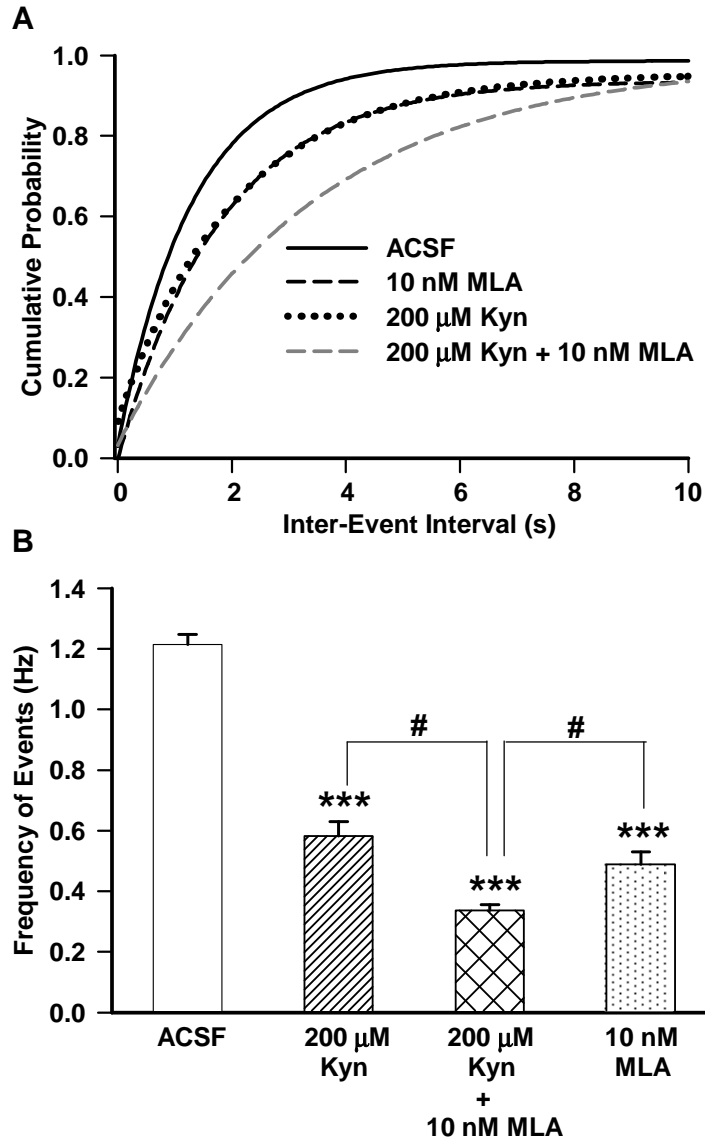 A
1.0
0.8
0.6
0.4
0.2
0.0
Cumulative Probability
ACSF
10 nM MLA
200 μM Kyn
200 μM Kyn + 10 nM MLA
0 2 4 6 8 10
Inter-Event Interval (s)
B
1.4
1.2
1.0
0.8
0.6
0.4
0.2
0.0
Frequency of Events (Hz)
# #
***
***
***
ACSF 200 μM 200 μM 10 nM
Kyn Kyn MLA
+
10 nM MLA